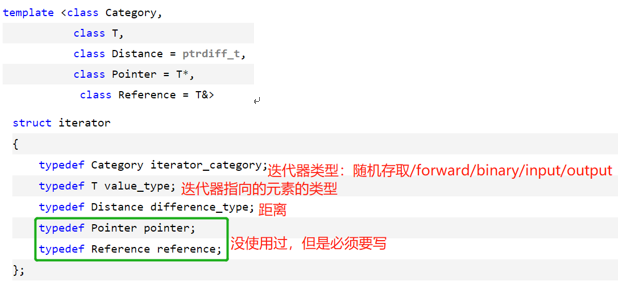 template <class Category,
class T,
class Distance = ptrdiff_t,
class Pointer = T*,
class Reference = T&>
struct iterator
{
typedef Category iterator_category;迭代器类型：随机存取/forward/binary/input/output
typedef T value_type; 迭代器指向的元素的类型
typedef Distance difference_type; 距离
typedef Pointer pointer;
typedef Reference reference; 没使用过，但是必须要写
};